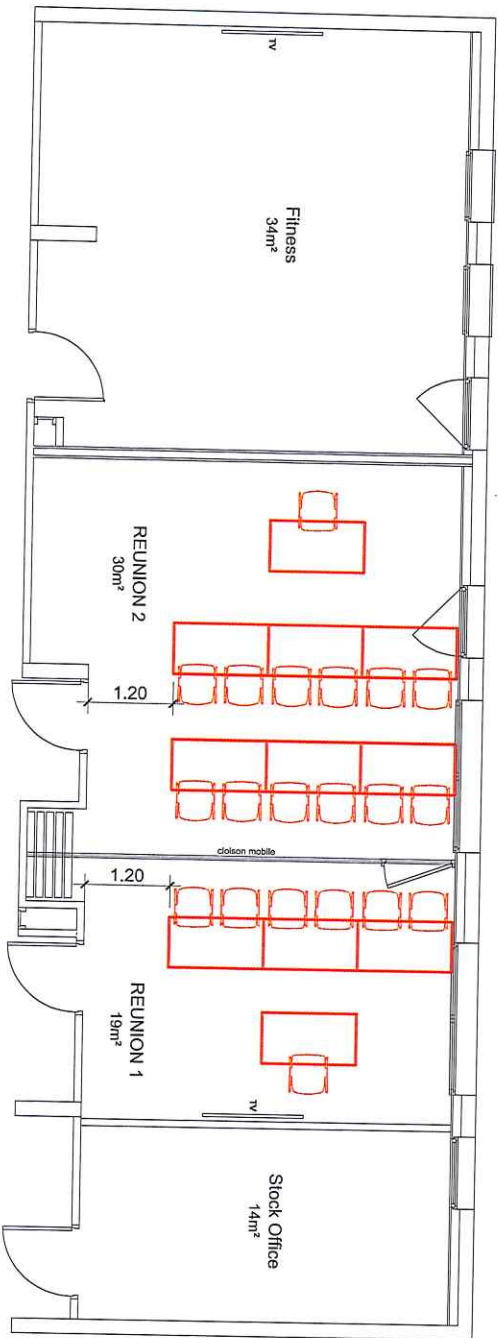 TV
Fitness
34m²
REUNION 2
30m²
1.20
cloison mobile
1.20
REUNION 1
19m²
TV
Stock Office
14m²